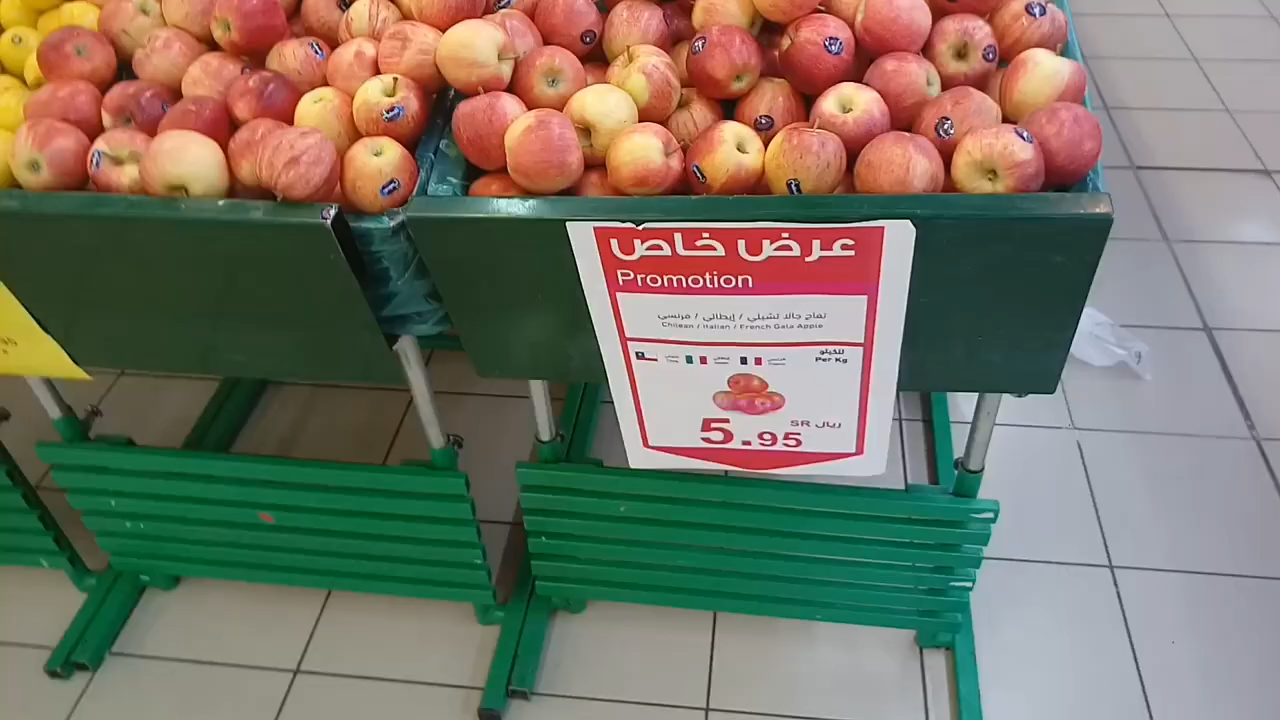 عرض خاص
Promotion
تفاح جالا تشيلي / إيطالي / فرنسي
Chilean / Italian / French Gala Apple
للكيلو
Per Kg
5.95 SR ريال